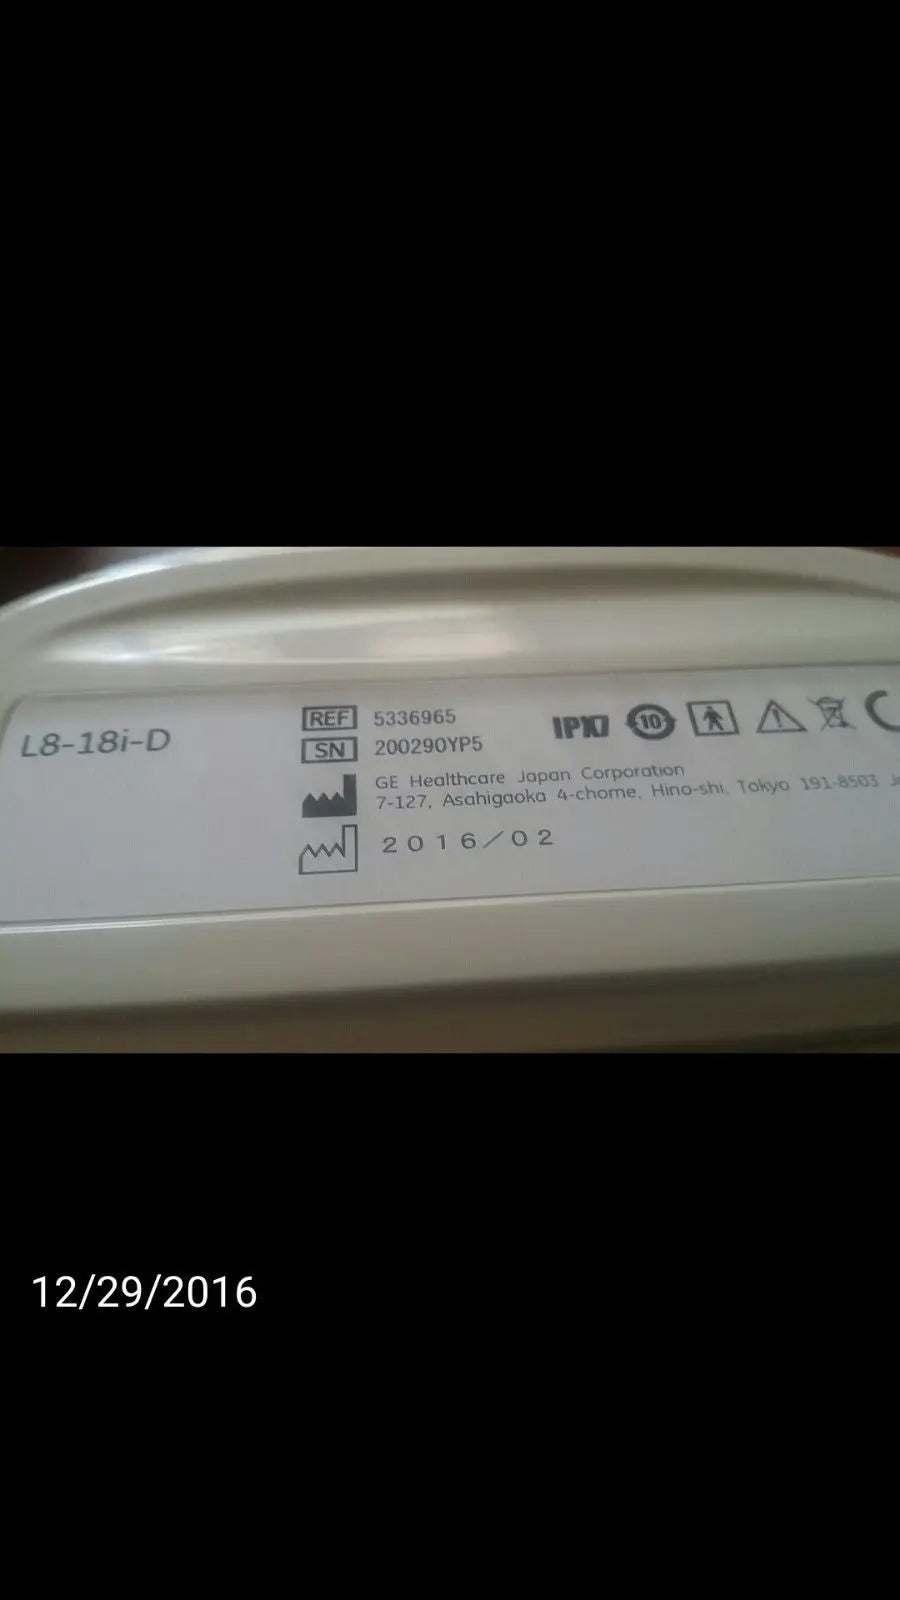 L8-18i-D
REF 5336965
SN 200290YP5
IPX7
10
GE Healthcare Japan Corporation
7-127, Asahigaoka 4-chome, Hino-shi, Tokyo 191-8503
2016/02
12/29/2016